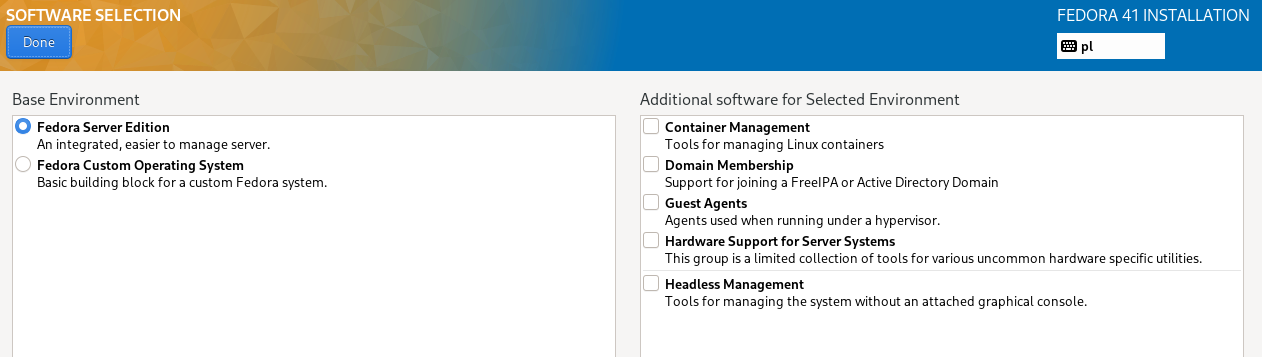 SOFTWARE SELECTION
FEDORA 41 INSTALLATION
Done
pl
Base Environment
Fedora Server Edition
An integrated, easier to manage server.
Fedora Custom Operating System
Basic building block for a custom Fedora system.
Additional software for Selected Environment
Container Management
Tools for managing Linux containers
Domain Membership
Support for joining a FreeIPA or Active Directory Domain
Guest Agents
Agents used when running under a hypervisor.
Hardware Support for Server Systems
This group is a limited collection of tools for various uncommon hardware specific utilities.
Headless Management
Tools for managing the system without an attached graphical console.